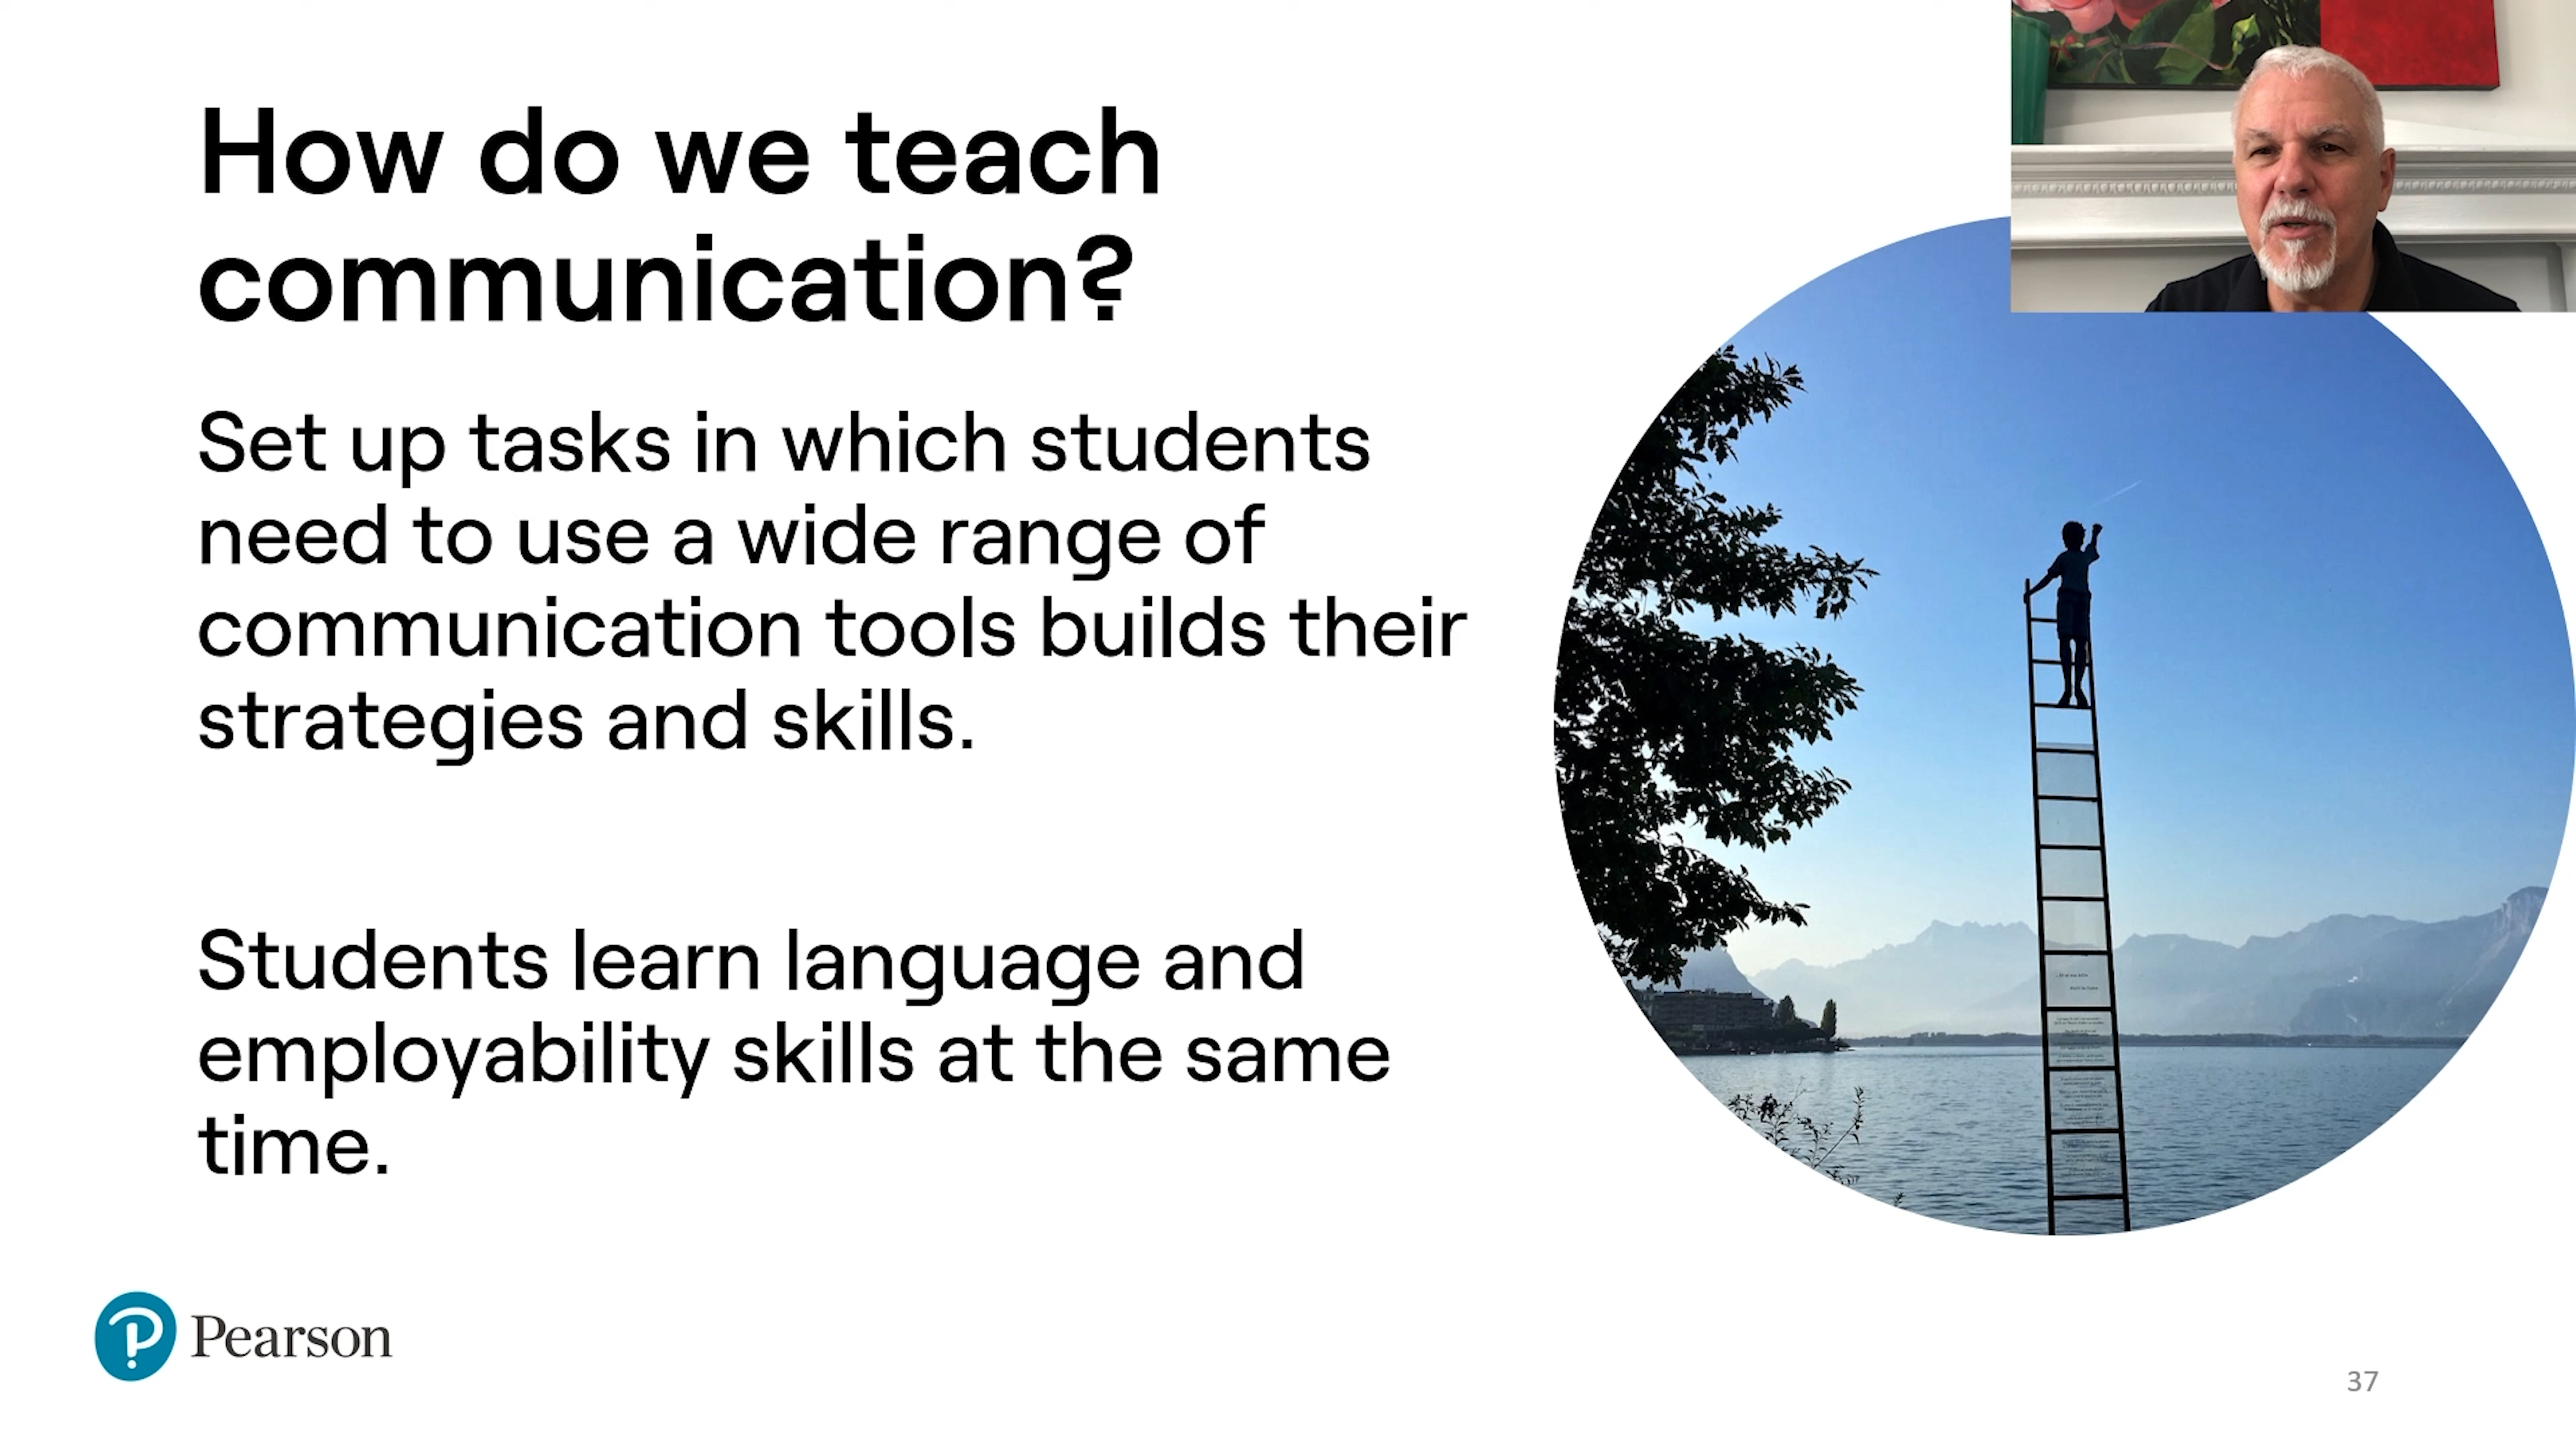 How do we teach
communication?
Set up tasks in which students
need to use a wide range of
communication tools builds their
strategies and skills.
Students learn language and
employability skills at the same
time.
Pearson
37